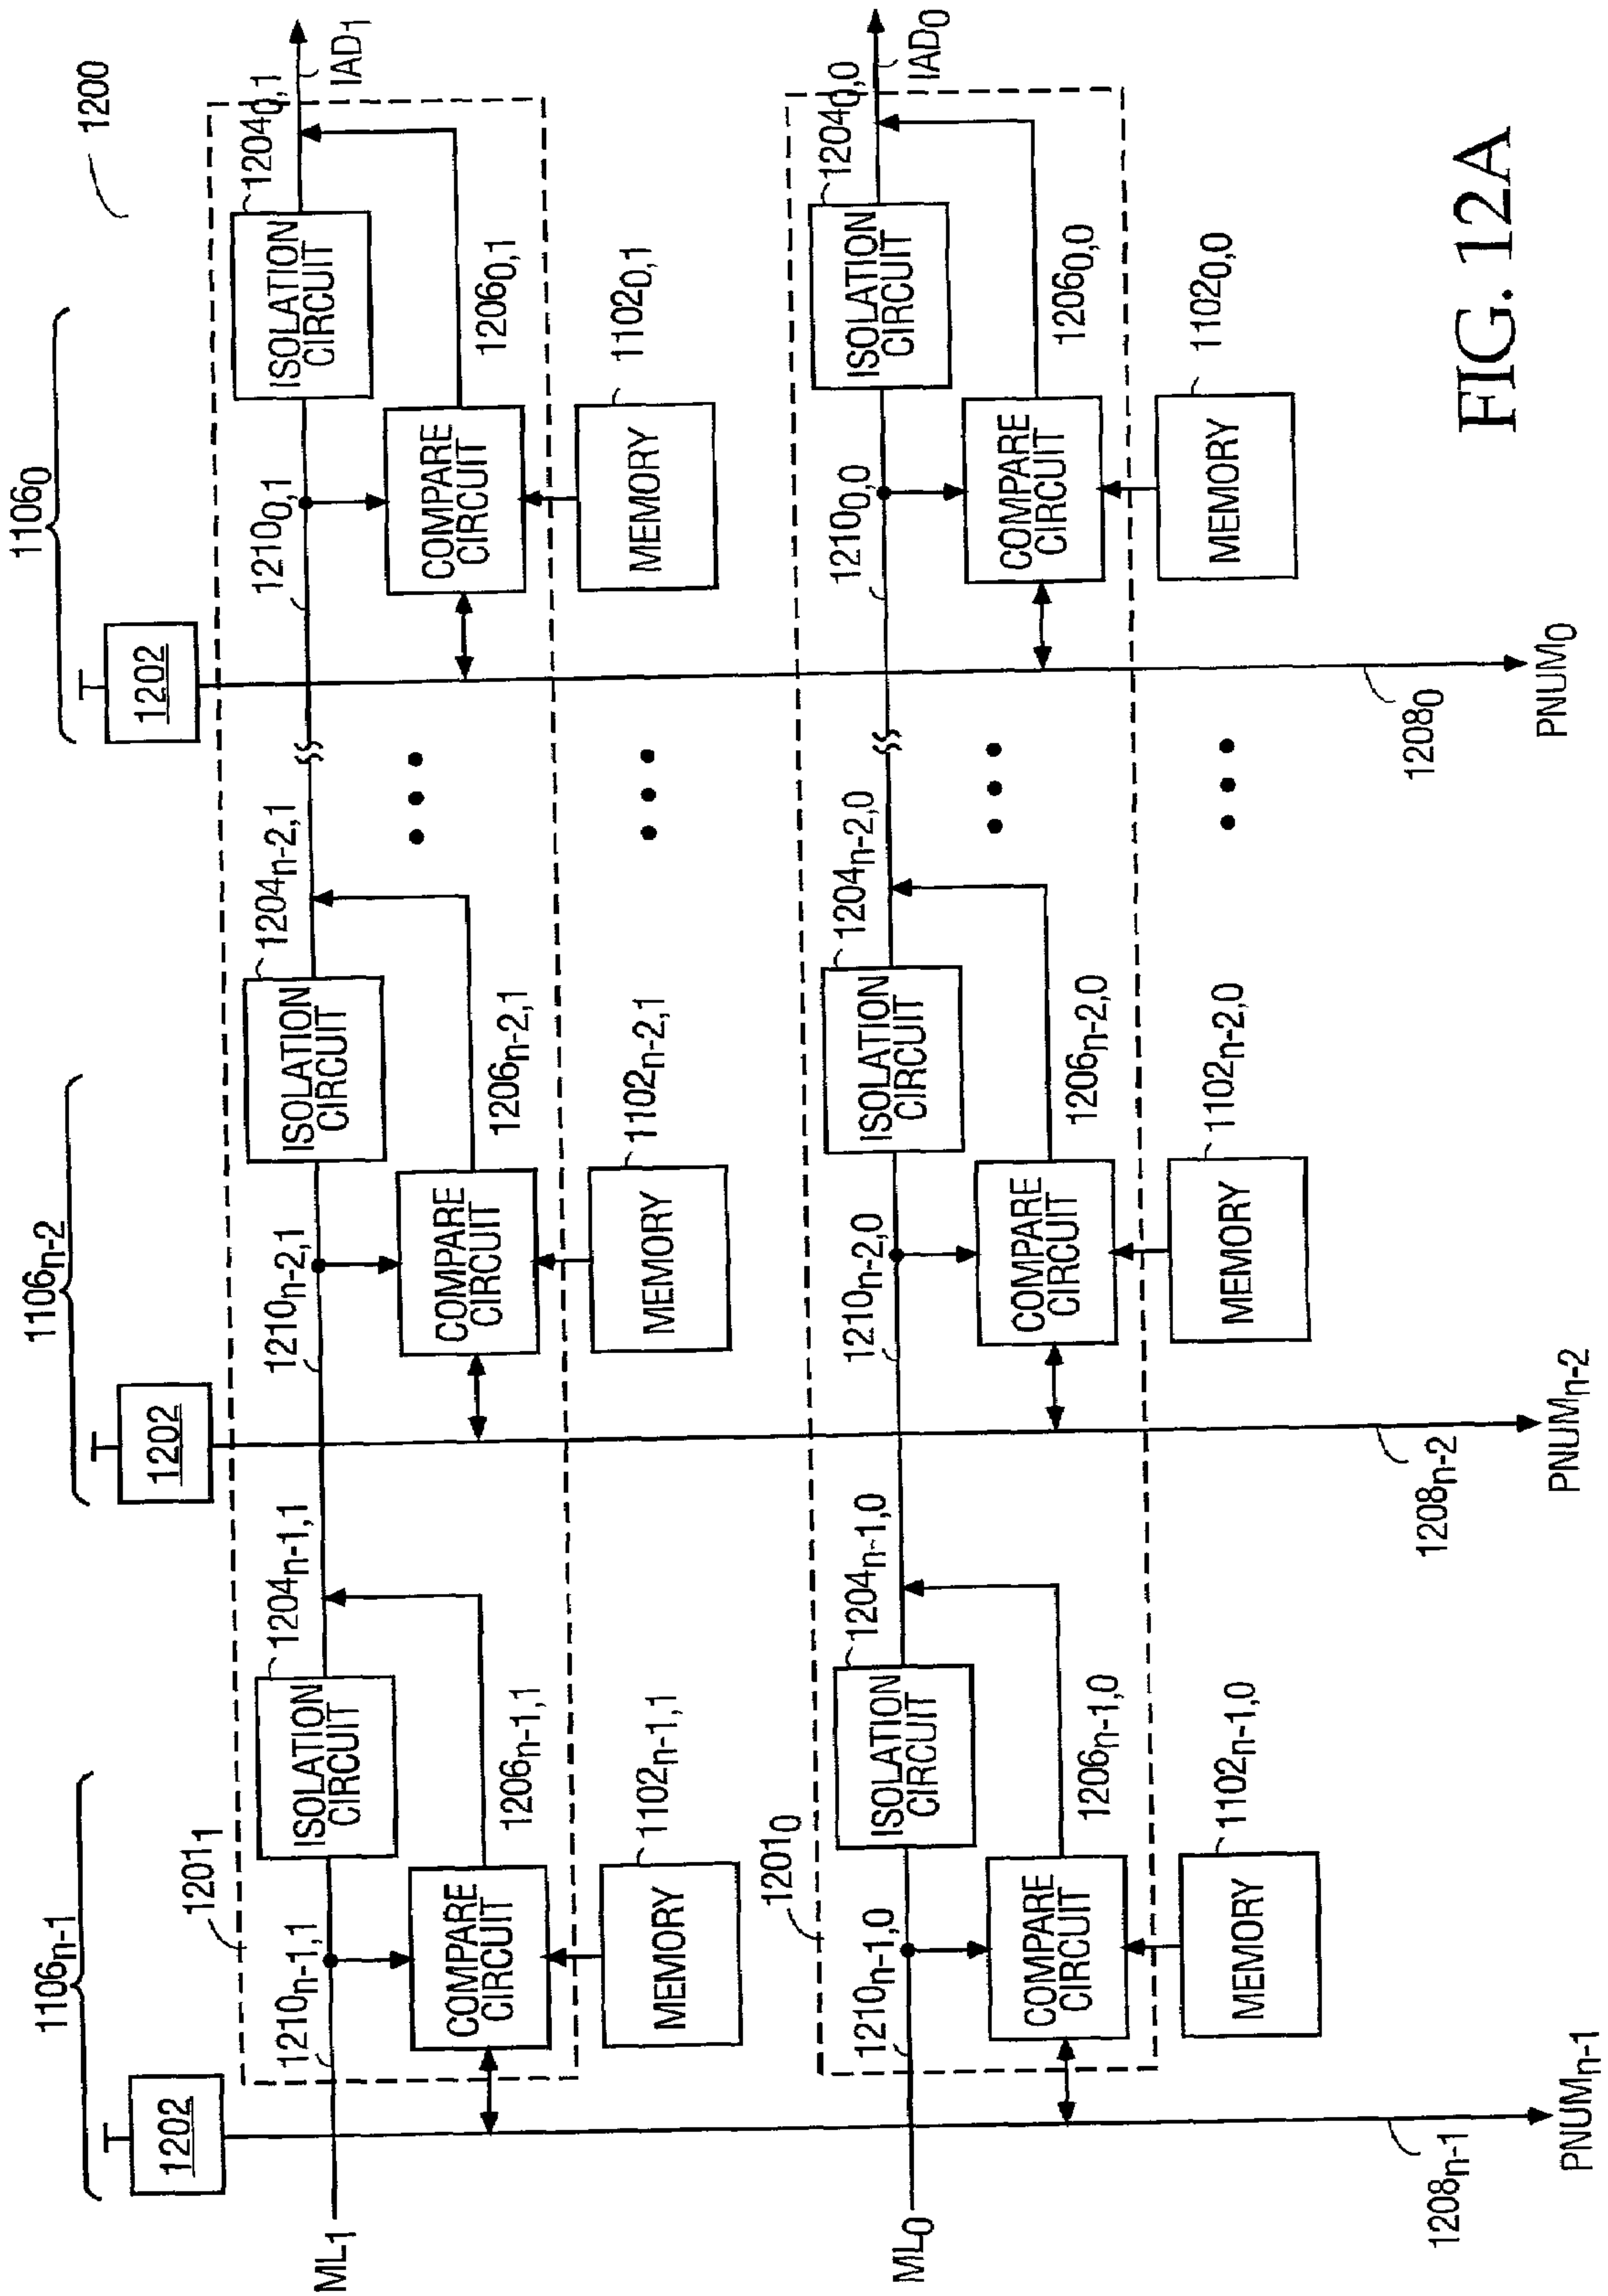 1200
1106n-1
1106n-2
1106₀
1202
1202
1202
1201₁
1204n-1,1
1204n-2,1
1204₀,₁
ISOLATION
CIRCUIT
ISOLATION
CIRCUIT
ISOLATION
CIRCUIT
ML₁
1210n-1,1
1210n-2,1
1210₀,₁
IAD₁
COMPARE
CIRCUIT
COMPARE
CIRCUIT
COMPARE
CIRCUIT
1206n-1,1
1206n-2,1
1206₀,₁
MEMORY
MEMORY
MEMORY
1102n-1,1
1102n-2,1
1102₀,₁
1201₀
1204n-1,0
1204n-2,0
1204₀,₀
ISOLATION
CIRCUIT
ISOLATION
CIRCUIT
ISOLATION
CIRCUIT
ML₀
1210n-1,0
1210n-2,0
1210₀,₀
IAD₀
COMPARE
CIRCUIT
COMPARE
CIRCUIT
COMPARE
CIRCUIT
1206n-1,0
1206n-2,0
1206₀,₀
MEMORY
MEMORY
MEMORY
1102n-1,0
1102n-2,0
1102₀,₀
1208n-1
1208n-2
1208₀
PNUMn-1
PNUMn-2
PNUM₀
FIG. 12A